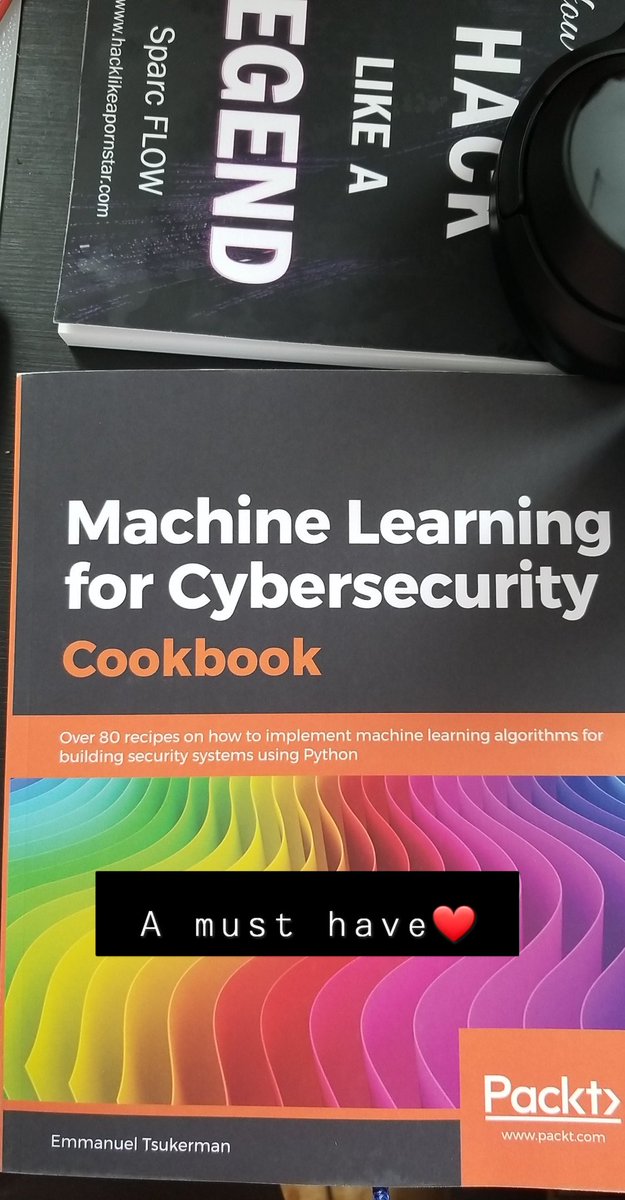 HACK
LIKE A
LEGEND
Sparc FLOW
www.hacklikeapornstar.com
Machine Learning
for Cybersecurity
Cookbook
Over 80 recipes on how to implement machine learning algorithms for
building security systems using Python
A must have❤️
Emmanuel Tsukerman
Packt>
www.packt.com